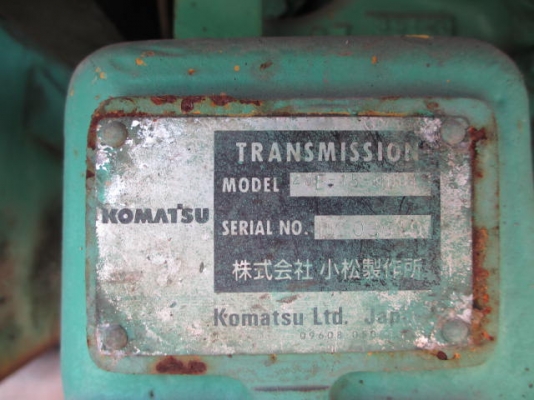 TRANSMISSION
MODEL
KOMATSU
SERIAL NO.
株式会社 小松製作所
Komatsu Ltd. Japan